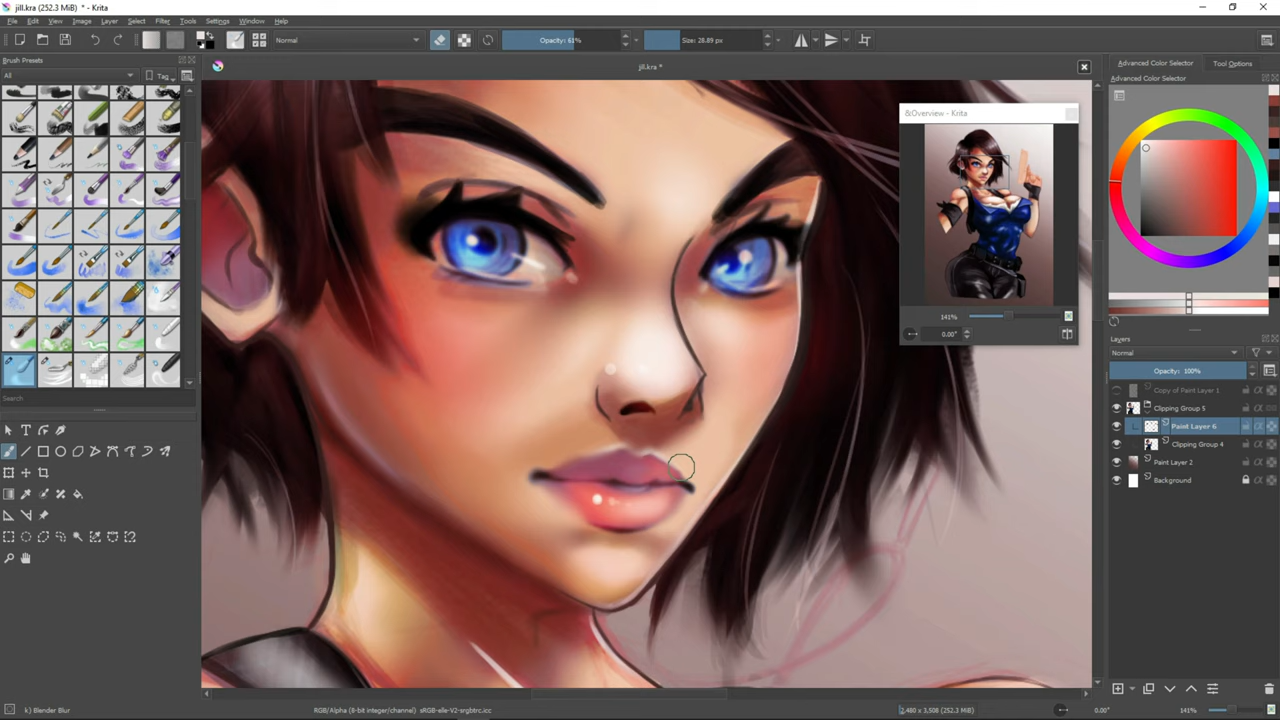 jill.kra (252.3 MiB) * - Krita
File Edit View Image Layer Select Filter Tools Settings Window Help
Normal
Opacity: 61%
Size: 28.89 px
Brush Presets
All
Tag
Search
jill.kra *
&Overview - Krita
141%
0.00°
Advanced Color Selector
Tool Options
Advanced Color Selector
Layers
Normal
Opacity: 100%
Copy of Paint Layer 1
Clipping Group 5
Paint Layer 6
Clipping Group 4
Paint Layer 2
Background
k) Blender Blur
RGB/Alpha (8-bit integer/channel) sRGB-elle-V2-srgbtrc.icc
2,480 x 3,508 (252.3 MiB)
0.00°
141%